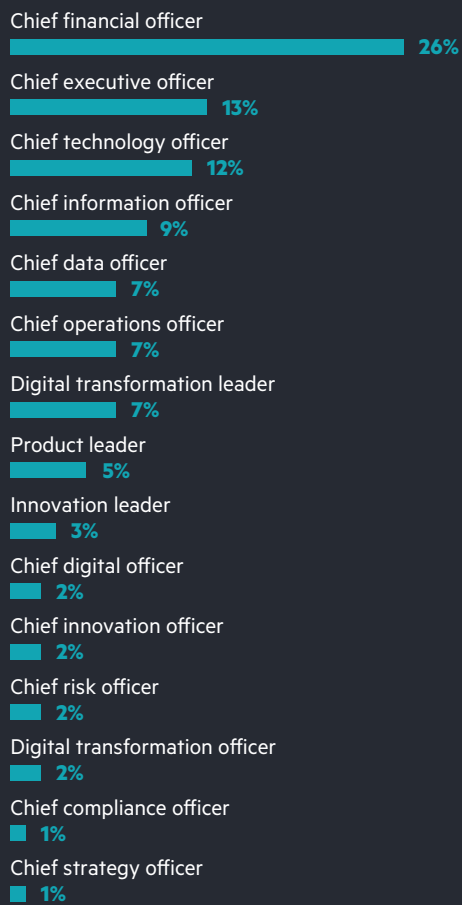 Chief financial officer
26%
Chief executive officer
13%
Chief technology officer
12%
Chief information officer
9%
Chief data officer
7%
Chief operations officer
7%
Digital transformation leader
7%
Product leader
5%
Innovation leader
3%
Chief digital officer
2%
Chief innovation officer
2%
Chief risk officer
2%
Digital transformation officer
2%
Chief compliance officer
1%
Chief strategy officer
1%